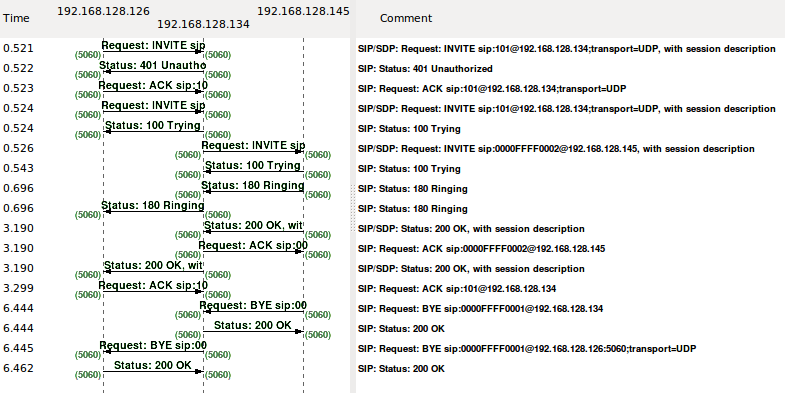 192.168.128.126 192.168.128.145
Time 192.168.128.134 Comment
0.521 Request: INVITE sip SIP/SDP: Request: INVITE sip:101@192.168.128.134;transport=UDP, with session description
(5060) (5060)
0.522 Status: 401 Unautho SIP: Status: 401 Unauthorized
(5060) (5060)
0.523 Request: ACK sip:10 SIP: Request: ACK sip:101@192.168.128.134;transport=UDP
(5060) (5060)
0.524 Request: INVITE sip SIP/SDP: Request: INVITE sip:101@192.168.128.134;transport=UDP, with session description
(5060) (5060)
0.524 Status: 100 Trying SIP: Status: 100 Trying
(5060) (5060)
0.526 Request: INVITE sip SIP/SDP: Request: INVITE sip:0000FFFF0002@192.168.128.145, with session description
(5060) (5060)
0.543 Status: 100 Trying SIP: Status: 100 Trying
(5060) (5060)
0.696 Status: 180 Ringing SIP: Status: 180 Ringing
(5060) (5060)
0.696 Status: 180 Ringing SIP: Status: 180 Ringing
(5060) (5060)
3.190 Status: 200 OK, wit SIP/SDP: Status: 200 OK, with session description
(5060) (5060)
3.190 Request: ACK sip:00 SIP: Request: ACK sip:0000FFFF0002@192.168.128.145
(5060) (5060)
3.190 Status: 200 OK, wit SIP/SDP: Status: 200 OK, with session description
(5060) (5060)
3.299 Request: ACK sip:10 SIP: Request: ACK sip:101@192.168.128.134
(5060) (5060)
6.444 Request: BYE sip:00 SIP: Request: BYE sip:0000FFFF0001@192.168.128.134
(5060) (5060)
6.444 Status: 200 OK SIP: Status: 200 OK
(5060) (5060)
6.445 Request: BYE sip:00 SIP: Request: BYE sip:0000FFFF0001@192.168.128.126:5060;transport=UDP
(5060) (5060)
6.462 Status: 200 OK SIP: Status: 200 OK
(5060) (5060)